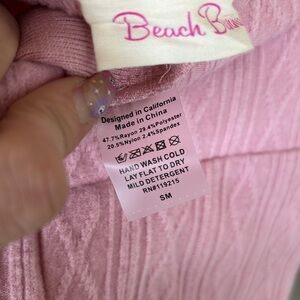 Beach
Designed in California
Made in China
47.7%Rayon 29.4%Polyester
20.5%Nylon 2.4%Spandes
HAND WASH COLD
LAY FLAT TO DRY
MILD DETERGENT
RN#119215
SM